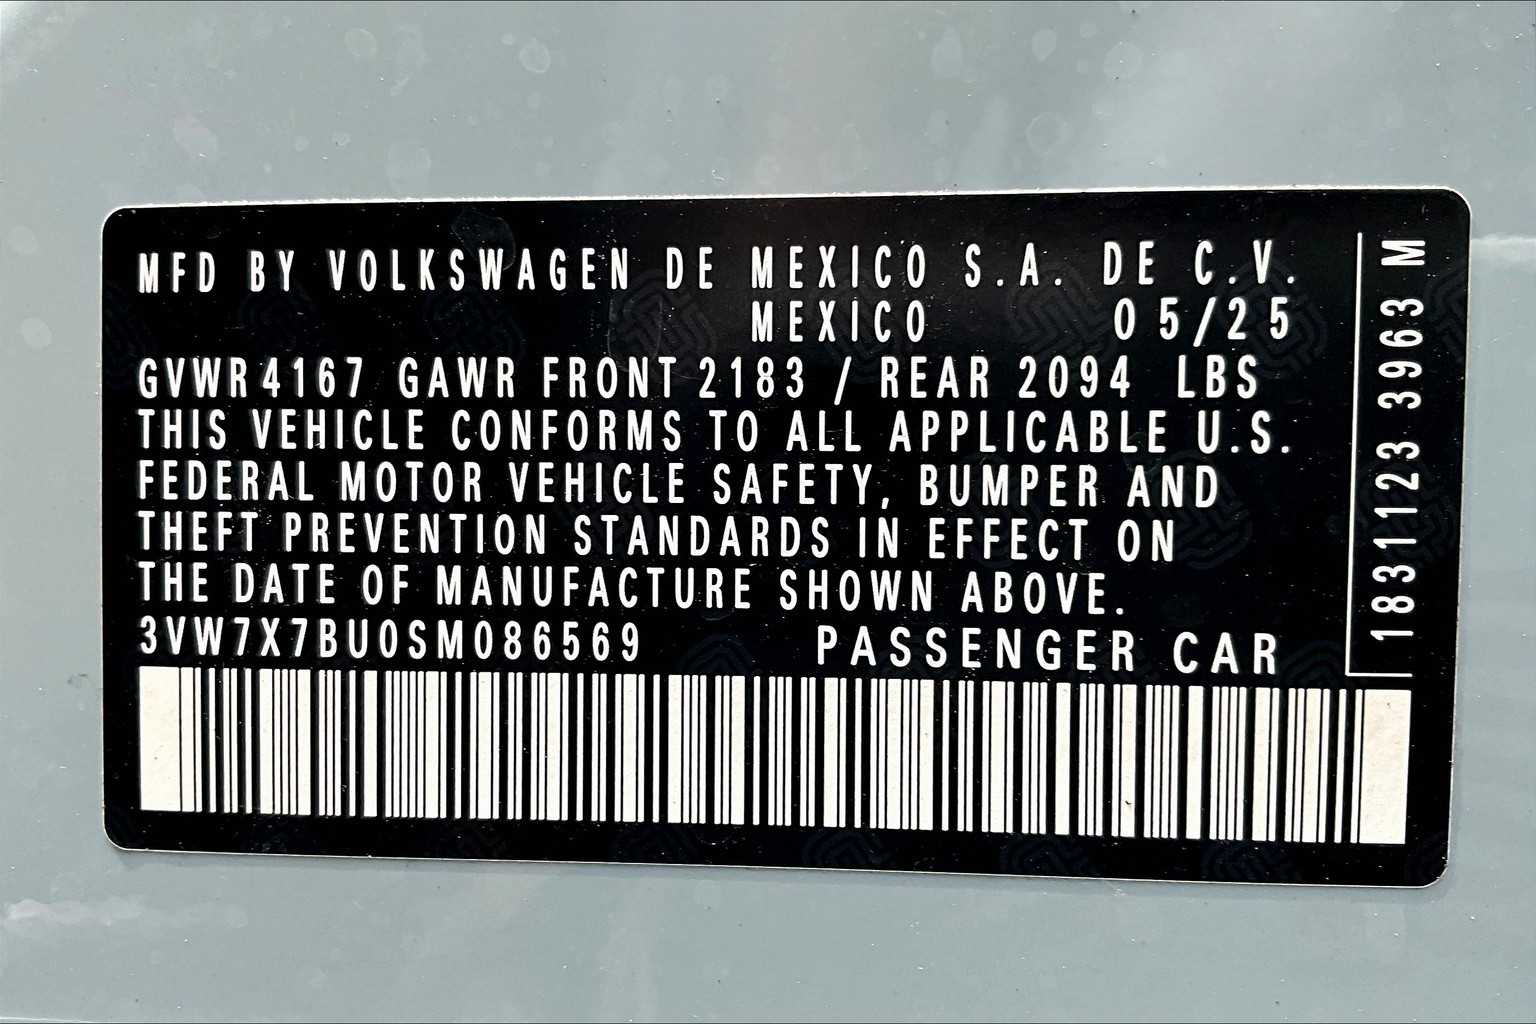 MFD BY VOLKSWAGEN DE MEXICO S.A. DE C.V.
MEXICO 05/25
GVWR 4167 GAWR FRONT 2183 / REAR 2094 LBS
THIS VEHICLE CONFORMS TO ALL APPLICABLE U.S.
FEDERAL MOTOR VEHICLE SAFETY, BUMPER AND
THEFT PREVENTION STANDARDS IN EFFECT ON
THE DATE OF MANUFACTURE SHOWN ABOVE.
3VW7X7BU0SM086569 PASSENGER CAR
1831123 3963 M